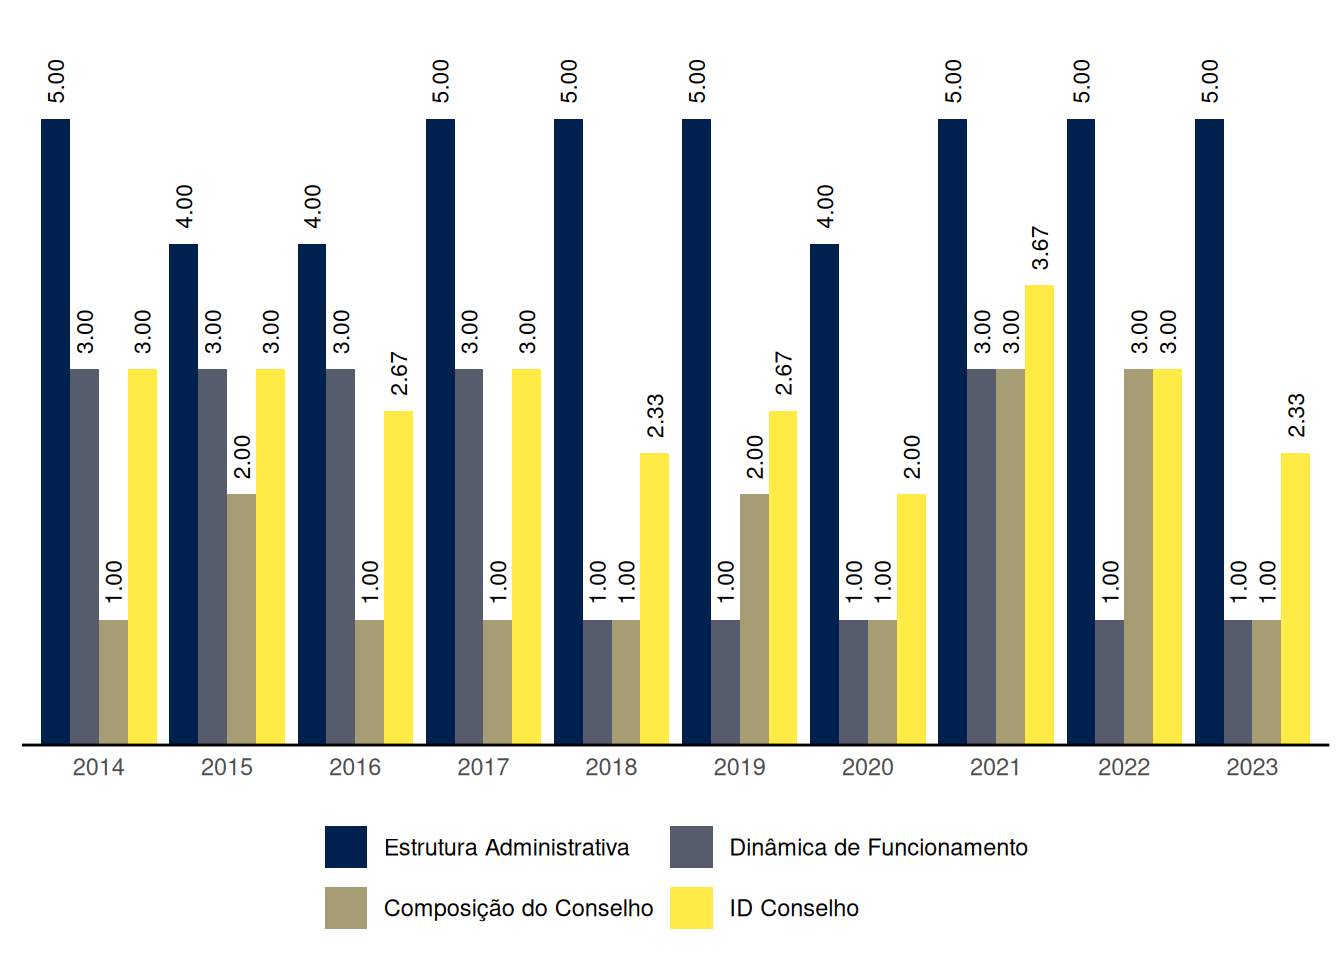 5.00 3.00 1.00 3.00 4.00 3.00 2.00 3.00 4.00 3.00 1.00 2.67 5.00 3.00 1.00 3.00 5.00 1.00 1.00 2.33 5.00 1.00 2.00 2.67 4.00 1.00 1.00 2.00 5.00 3.00 3.00 3.67 5.00 1.00 3.00 3.00 5.00 1.00 1.00 2.33
2014 2015 2016 2017 2018 2019 2020 2021 2022 2023
Estrutura Administrativa Dinâmica de Funcionamento
Composição do Conselho ID Conselho